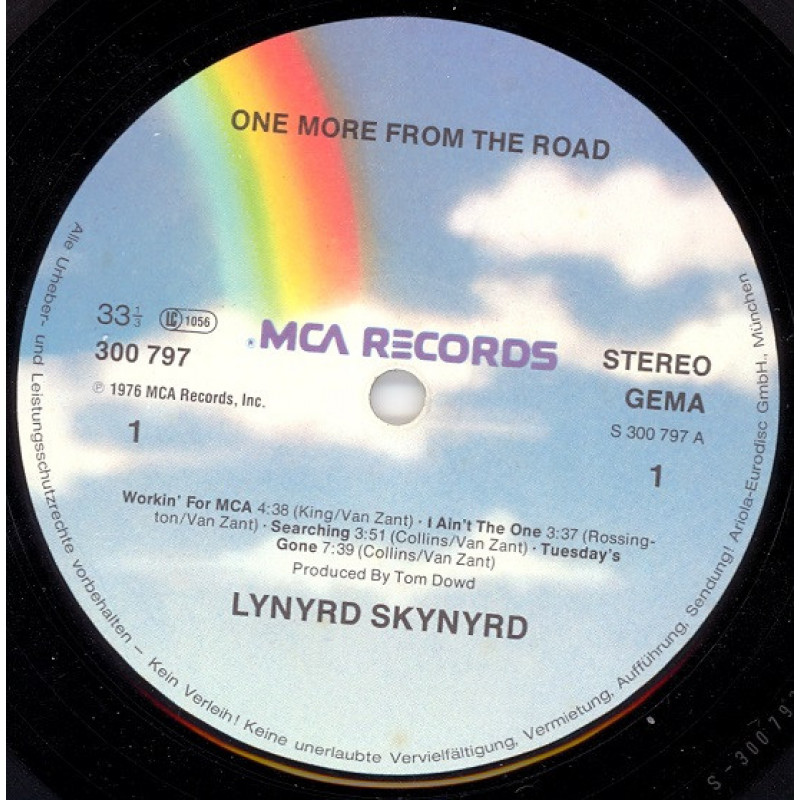 ONE MORE FROM THE ROAD
33 1/3 LC 1056
300 797
℗ 1976 MCA Records, Inc.
1
MCA RECORDS
STEREO
GEMA
S 300 797 A
1
Workin' For MCA 4:38 (King/Van Zant) · I Ain't The One 3:37 (Rossing-
ton/Van Zant) · Searching 3:51 (Collins/Van Zant) · Tuesday's
Gone 7:39 (Collins/Van Zant)
Produced By Tom Dowd
LYNYRD SKYNYRD
Alle Urheber- und Leistungsschutzrechte vorbehalten – Kein Verleih! Keine unerlaubte Vervielfältigung, Vermietung, Aufführung, Sendung! Ariola-Eurodisc GmbH., München